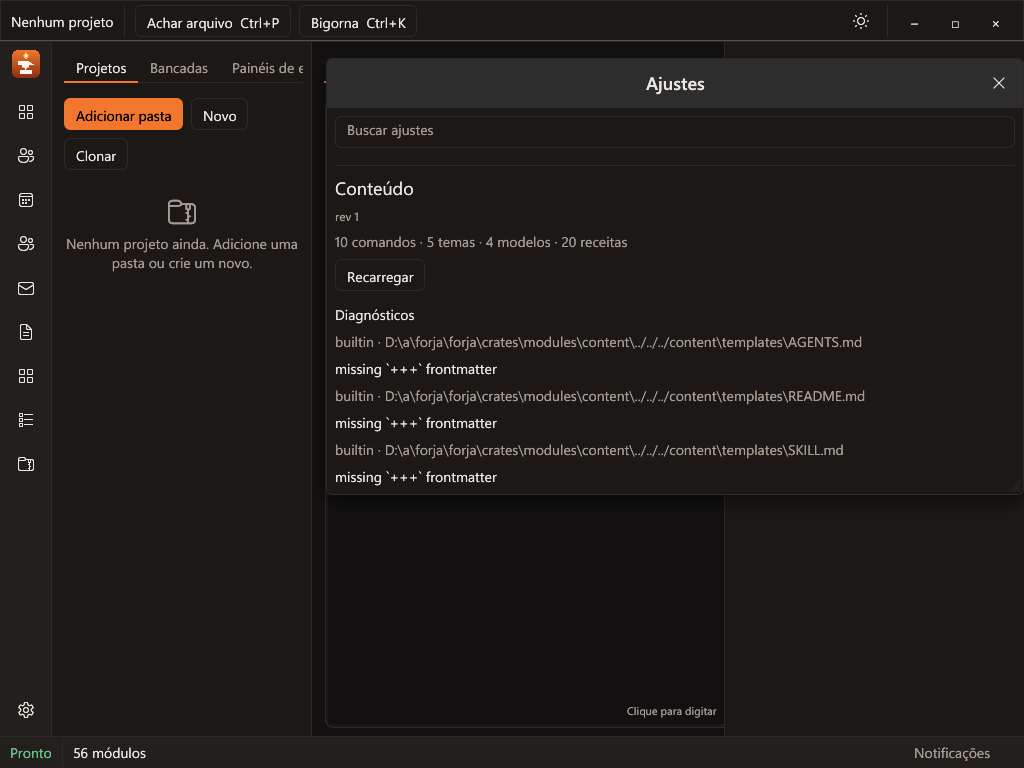 Nenhum projeto
Achar arquivo Ctrl+P
Bigorna Ctrl+K
Projetos
Bancadas
Painéis de e
Adicionar pasta
Novo
Clonar
Nenhum projeto ainda. Adicione uma
pasta ou crie um novo.
Ajustes
Buscar ajustes
Conteúdo
rev 1
10 comandos · 5 temas · 4 modelos · 20 receitas
Recarregar
Diagnósticos
builtin · D:\a\forja\forja\crates\modules\content\../../../content\templates\AGENTS.md
missing `+++` frontmatter
builtin · D:\a\forja\forja\crates\modules\content\../../../content\templates\README.md
missing `+++` frontmatter
builtin · D:\a\forja\forja\crates\modules\content\../../../content\templates\SKILL.md
missing `+++` frontmatter
Clique para digitar
Pronto
56 módulos
Notificações